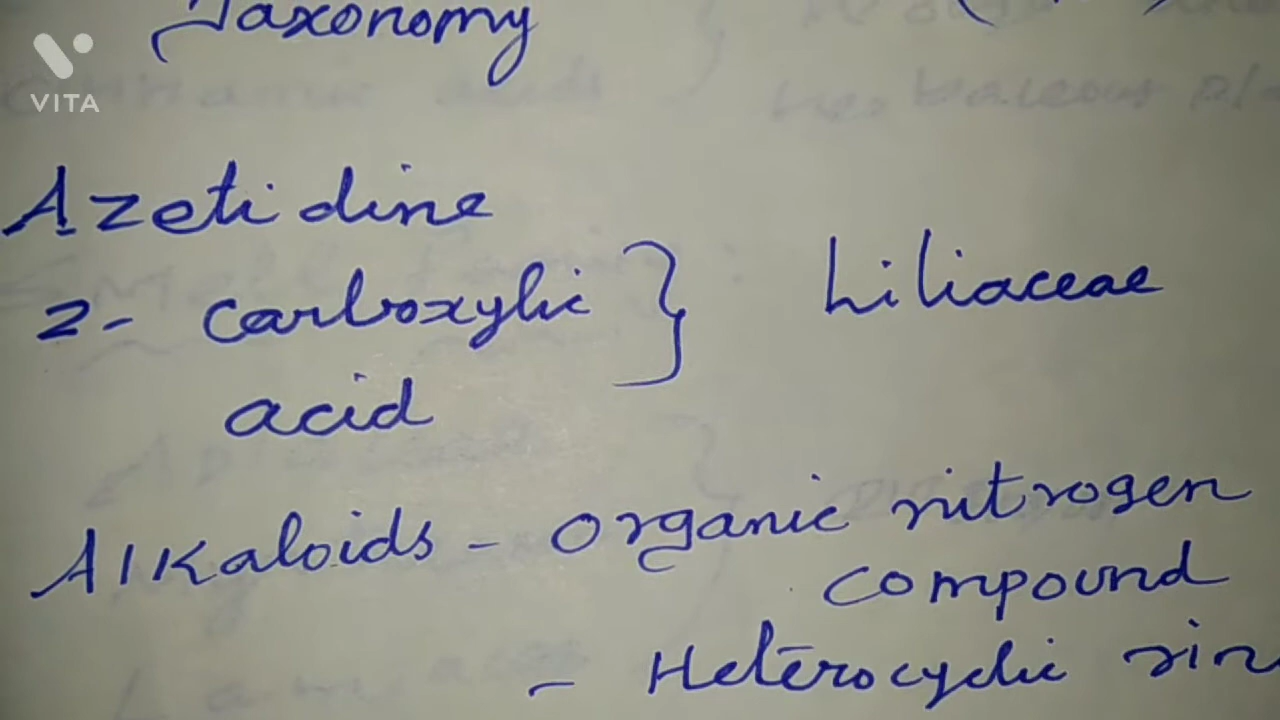 Taxonomy
VITA
Azetidine
2- carboxylic } Liliaceae
acid
Alkaloids - organic nitrogen
compound
- Heterocyclic